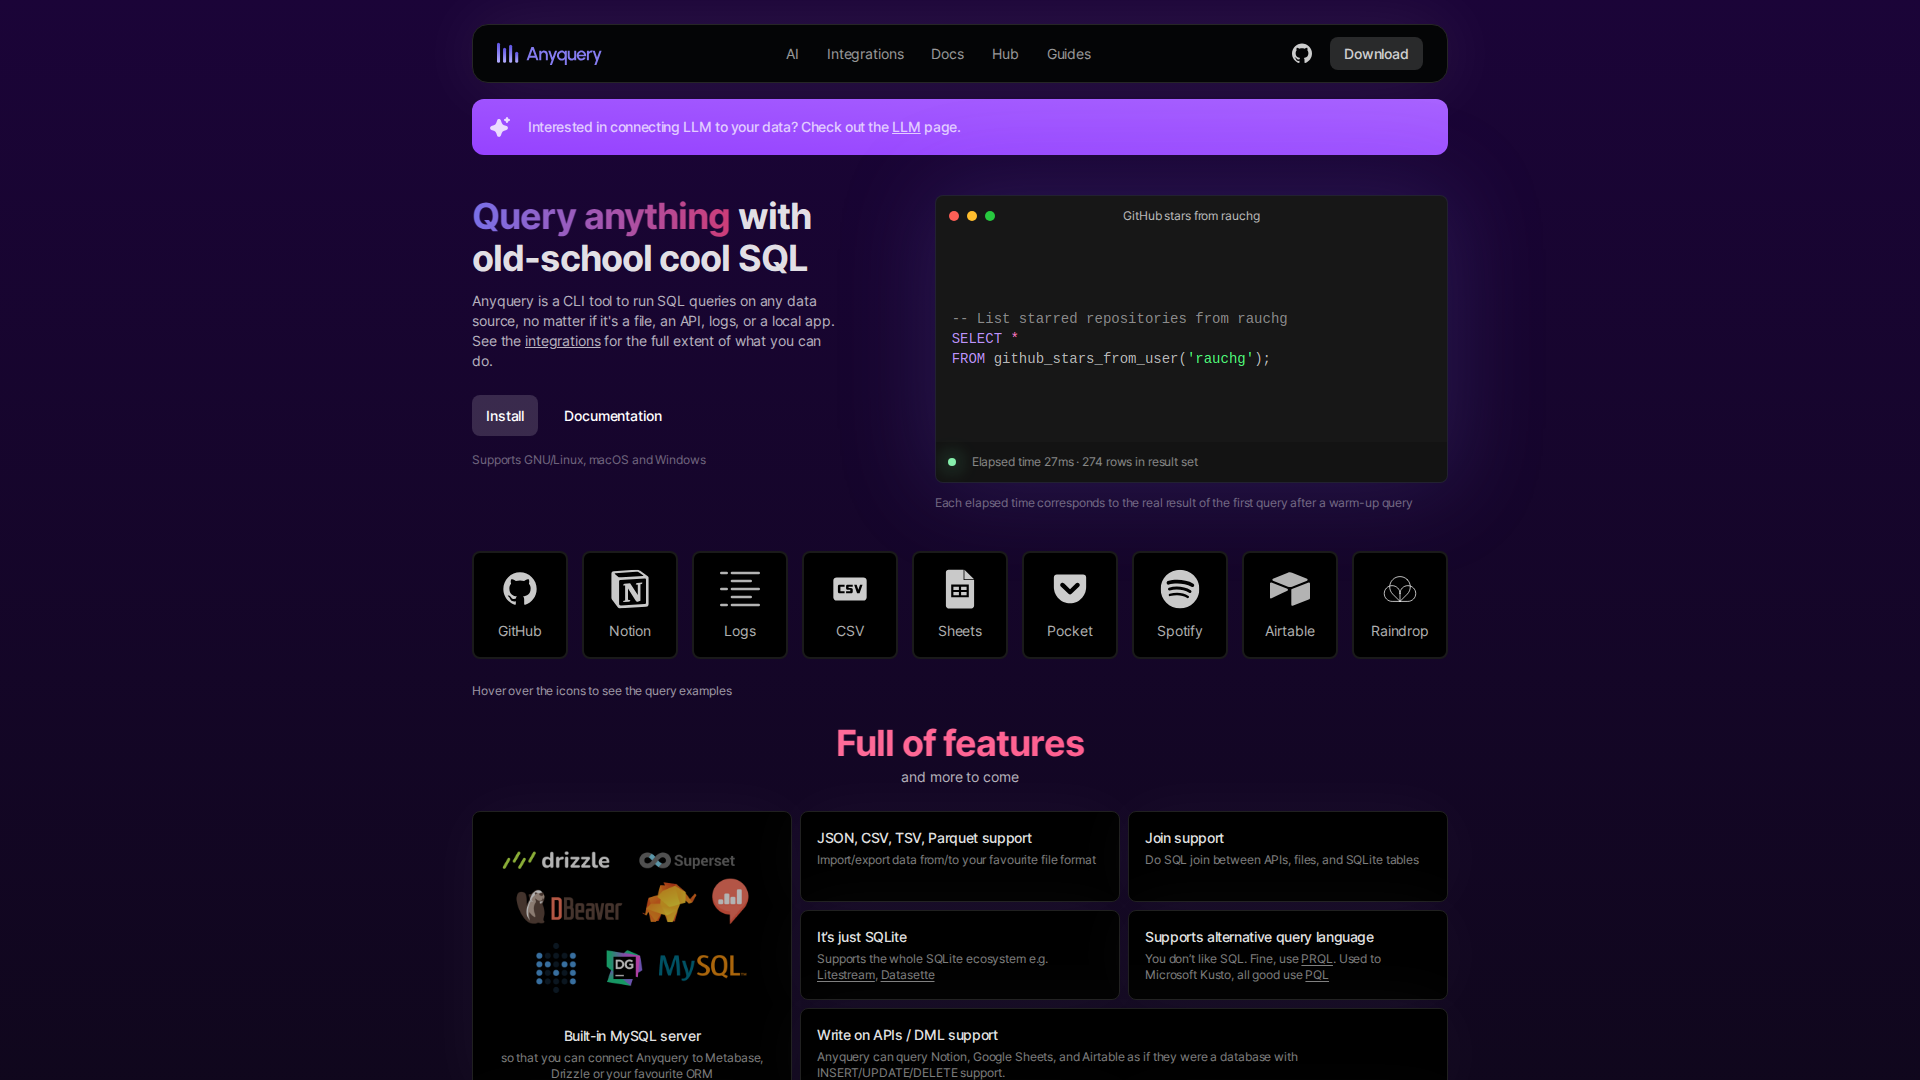 Anyquery
AI
Integrations
Docs
Hub
Guides
Download
Interested in connecting LLM to your data? Check out the LLM page.
Query anything with
old-school cool SQL
Anyquery is a CLI tool to run SQL queries on any data
source, no matter if it's a file, an API, logs, or a local app.
See the integrations for the full extent of what you can
do.
Install
Documentation
Supports GNU/Linux, macOS and Windows
GitHub stars from rauchg
-- List starred repositories from rauchg
SELECT *
FROM github_stars_from_user('rauchg');
Elapsed time 27ms · 274 rows in result set
Each elapsed time corresponds to the real result of the first query after a warm-up query
GitHub
N
Notion
Logs
CSV
CSV
Sheets
Pocket
Spotify
Airtable
Raindrop
Hover over the icons to see the query examples
Full of features
and more to come
drizzle
Superset
DBeaver
DG
MySQL
Built-in MySQL server
so that you can connect Anyquery to Metabase,
Drizzle or your favourite ORM
JSON, CSV, TSV, Parquet support
Import/export data from/to your favourite file format
Join support
Do SQL join between APIs, files, and SQLite tables
It's just SQLite
Supports the whole SQLite ecosystem e.g.
Litestream, Datasette
Supports alternative query language
You don't like SQL. Fine, use PRQL. Used to
Microsoft Kusto, all good use PQL
Write on APIs / DML support
Anyquery can query Notion, Google Sheets, and Airtable as if they were a database with
INSERT/UPDATE/DELETE support.